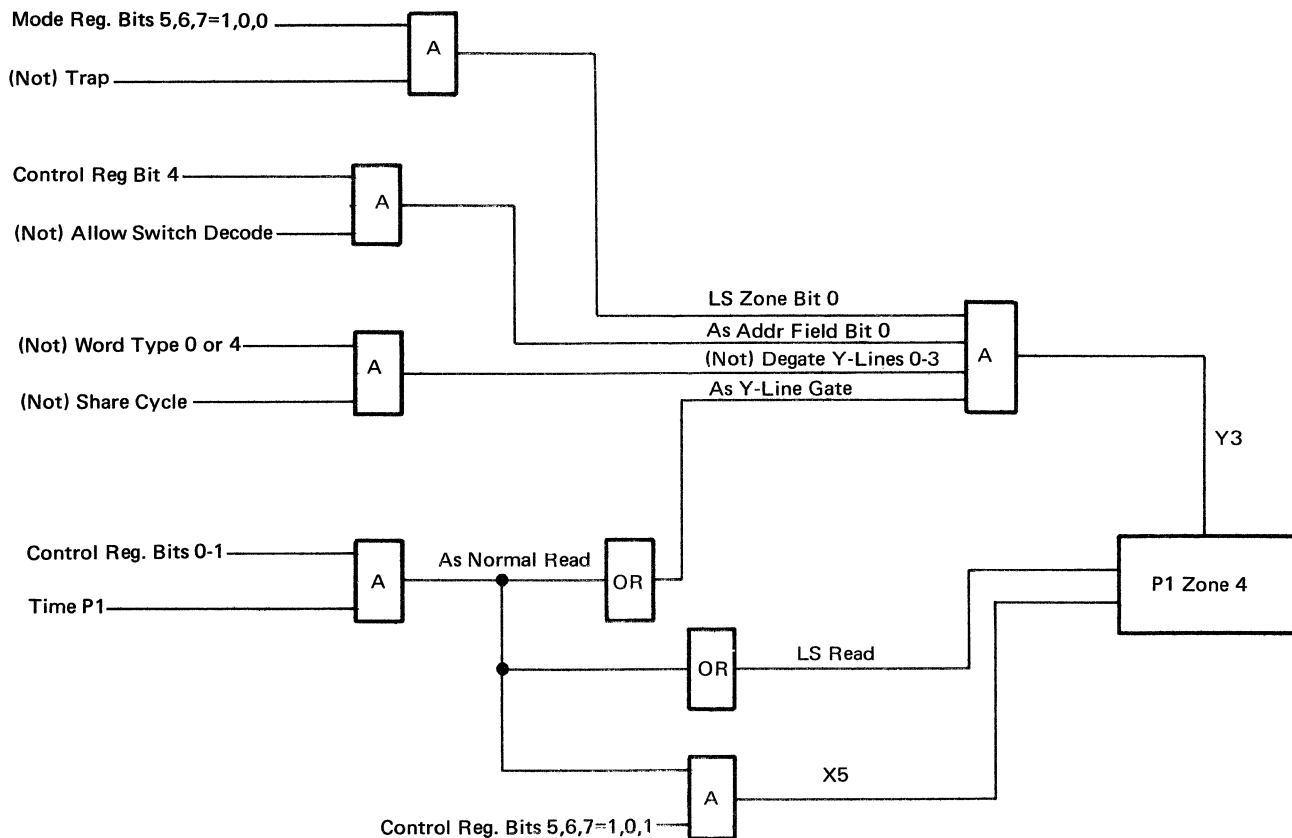 Mode Reg. Bits 5,6,7=1,0,0
A
(Not) Trap
Control Reg Bit 4
A
(Not) Allow Switch Decode
LS Zone Bit 0
As Addr Field Bit 0
(Not) Word Type 0 or 4
(Not) Degate Y-Lines 0-3
A
A
As Y-Line Gate
(Not) Share Cycle
Y3
Control Reg. Bits 0-1
As Normal Read
A
OR
P1 Zone 4
Time P1
LS Read
OR
X5
A
Control Reg. Bits 5,6,7=1,0,1